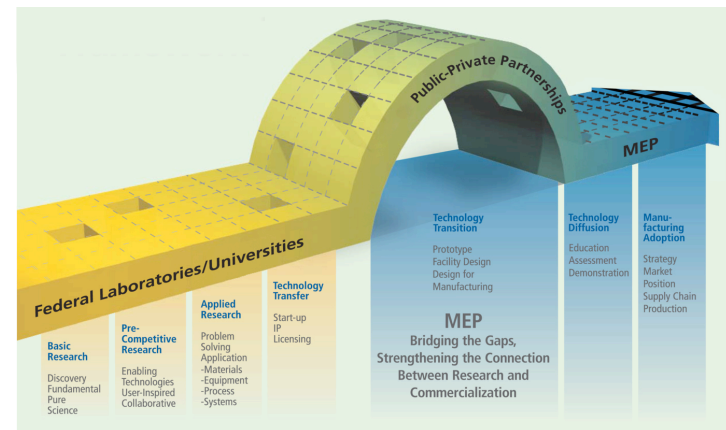 Public-Private Partnerships
MEP
Federal Laboratories/Universities
Basic
Research
Discovery
Fundamental
Pure
Science
Pre-
Competitive
Research
Enabling
Technologies
User-Inspired
Collaborative
Applied
Research
Problem
Solving
Application
-Materials
-Equipment
-Process
-Systems
Technology
Transfer
Start-up
IP
Licensing
Technology
Transition
Prototype
Facility Design
Design for
Manufacturing
MEP
Bridging the Gaps,
Strengthening the Connection
Between Research and
Commercialization
Technology
Diffusion
Education
Assessment
Demonstration
Manu-
facturing
Adoption
Strategy
Market
Position
Supply Chain
Production